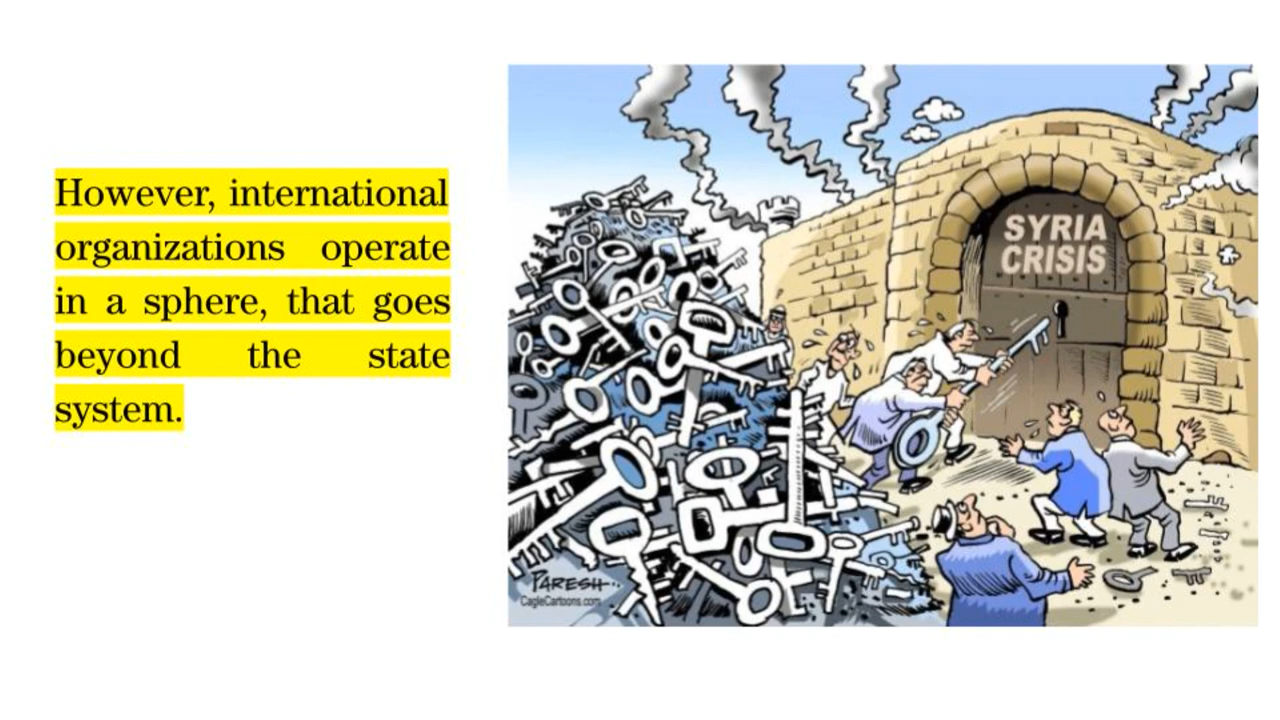 However, international
organizations operate
in a sphere, that goes
beyond the state
system.
SYRIA
CRISIS
PARESH
CagleCartoons.com